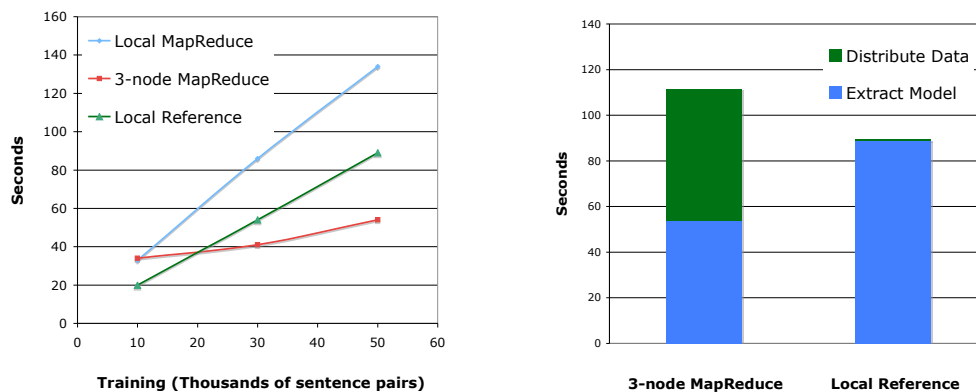 160
140
120
100
80
60
40
20
0
Seconds
Local MapReduce
3-node MapReduce
Local Reference
0 10 20 30 40 50 60
Training (Thousands of sentence pairs)
140
120
100
80
60
40
20
0
Seconds
Distribute Data
Extract Model
3-node MapReduce Local Reference